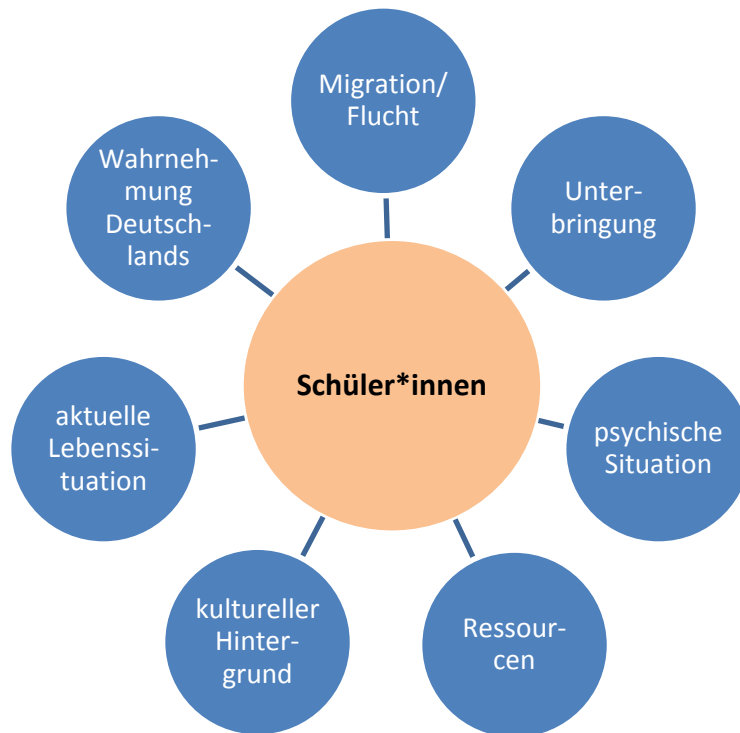 Migration/
Flucht
Wahrneh-
mung
Deutsch-
lands
Unter-
bringung
Schüler*innen
aktuelle
Lebenssi-
tuation
psychische
Situation
kultureller
Hinter-
grund
Ressour-
cen